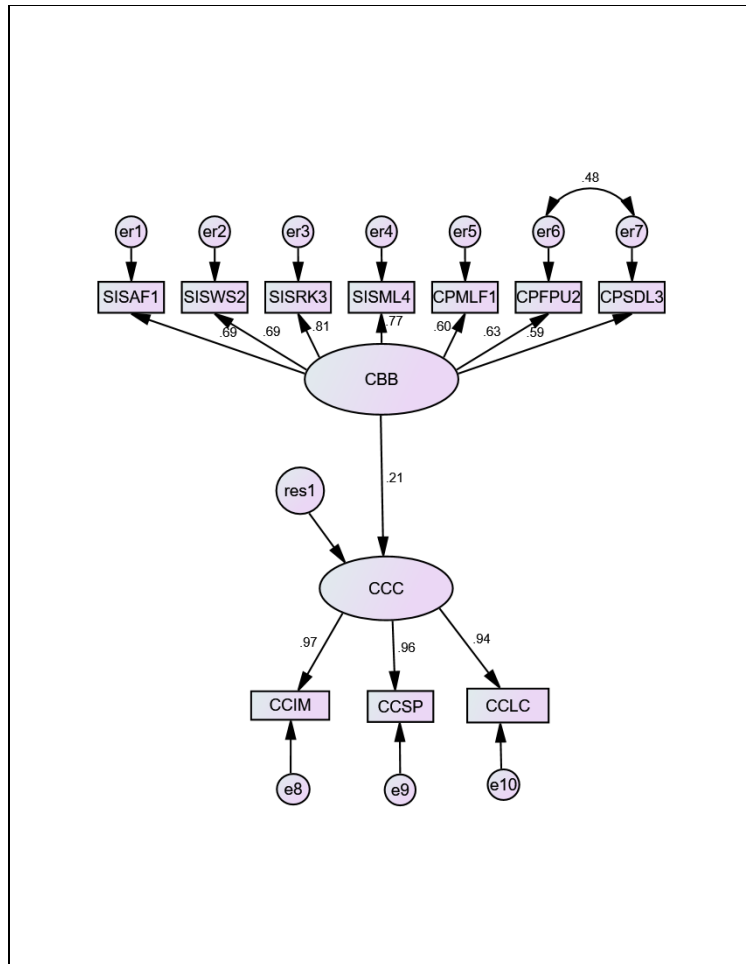 .48
er1 er2 er3 er4 er5 er6 er7
SISAF1 SISWS2 SISRK3 SISML4 CPMLF1 CPFPU2 CPSDL3
.69 .69 .81 .77 .60 .63 .59
CBB
.21
res1
CCC
.97 .96 .94
CCIM CCSP CCLC
e8 e9 e10